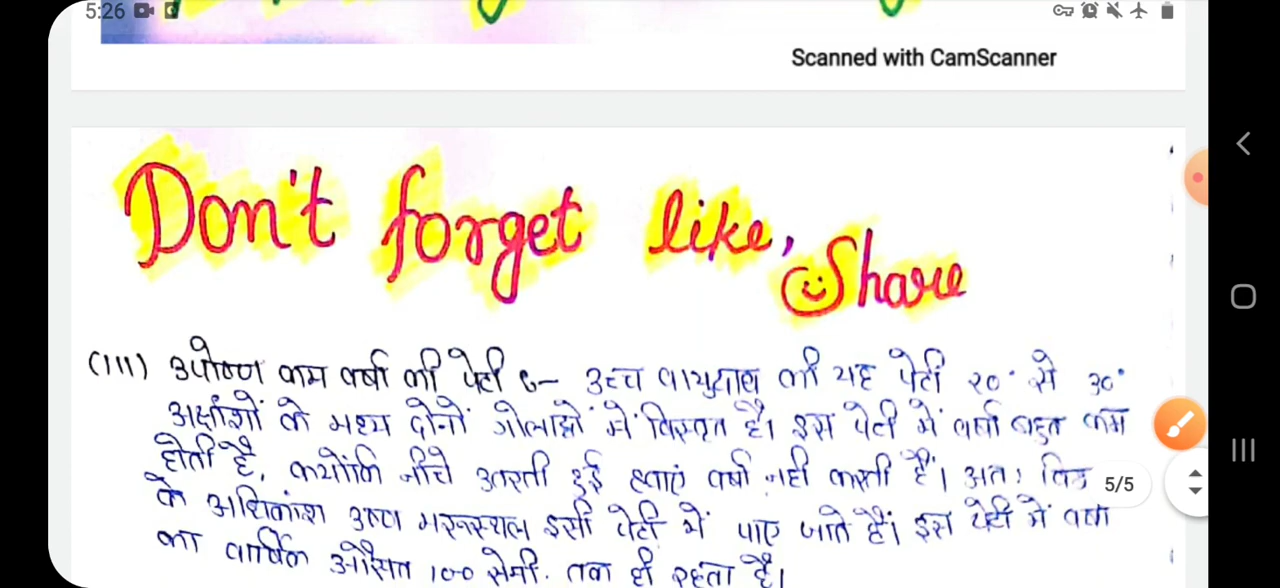 5:26
Scanned with CamScanner
Don't forget like, Share
(iii) उपोष्ण कम वर्षा की पेटी :- उच्च वायुदाब की यह पेटी २०° से ३०°
अक्षांशों के मध्य दोनों गोलार्द्धो में विस्तृत है। इस पेटी में वर्षा बहुत कम
होती है, क्योंकि नीचे उतरती हुई हवाएं वर्षा नही करती हैं। अतः विश्व
के अधिकांश उष्ण मरूस्थल इसी पेटी में पाए जाते हैं। इस पेटी में वर्षा
का वार्षिक औसत 100 सेमी. तक ही रहता है।
5/5